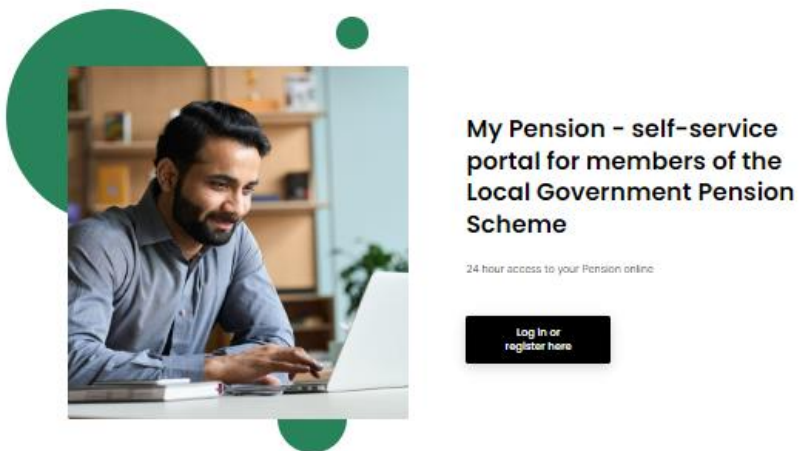 My Pension - self-service
portal for members of the
Local Government Pension
Scheme
24 hour access to your Pension online
Log in or
register here